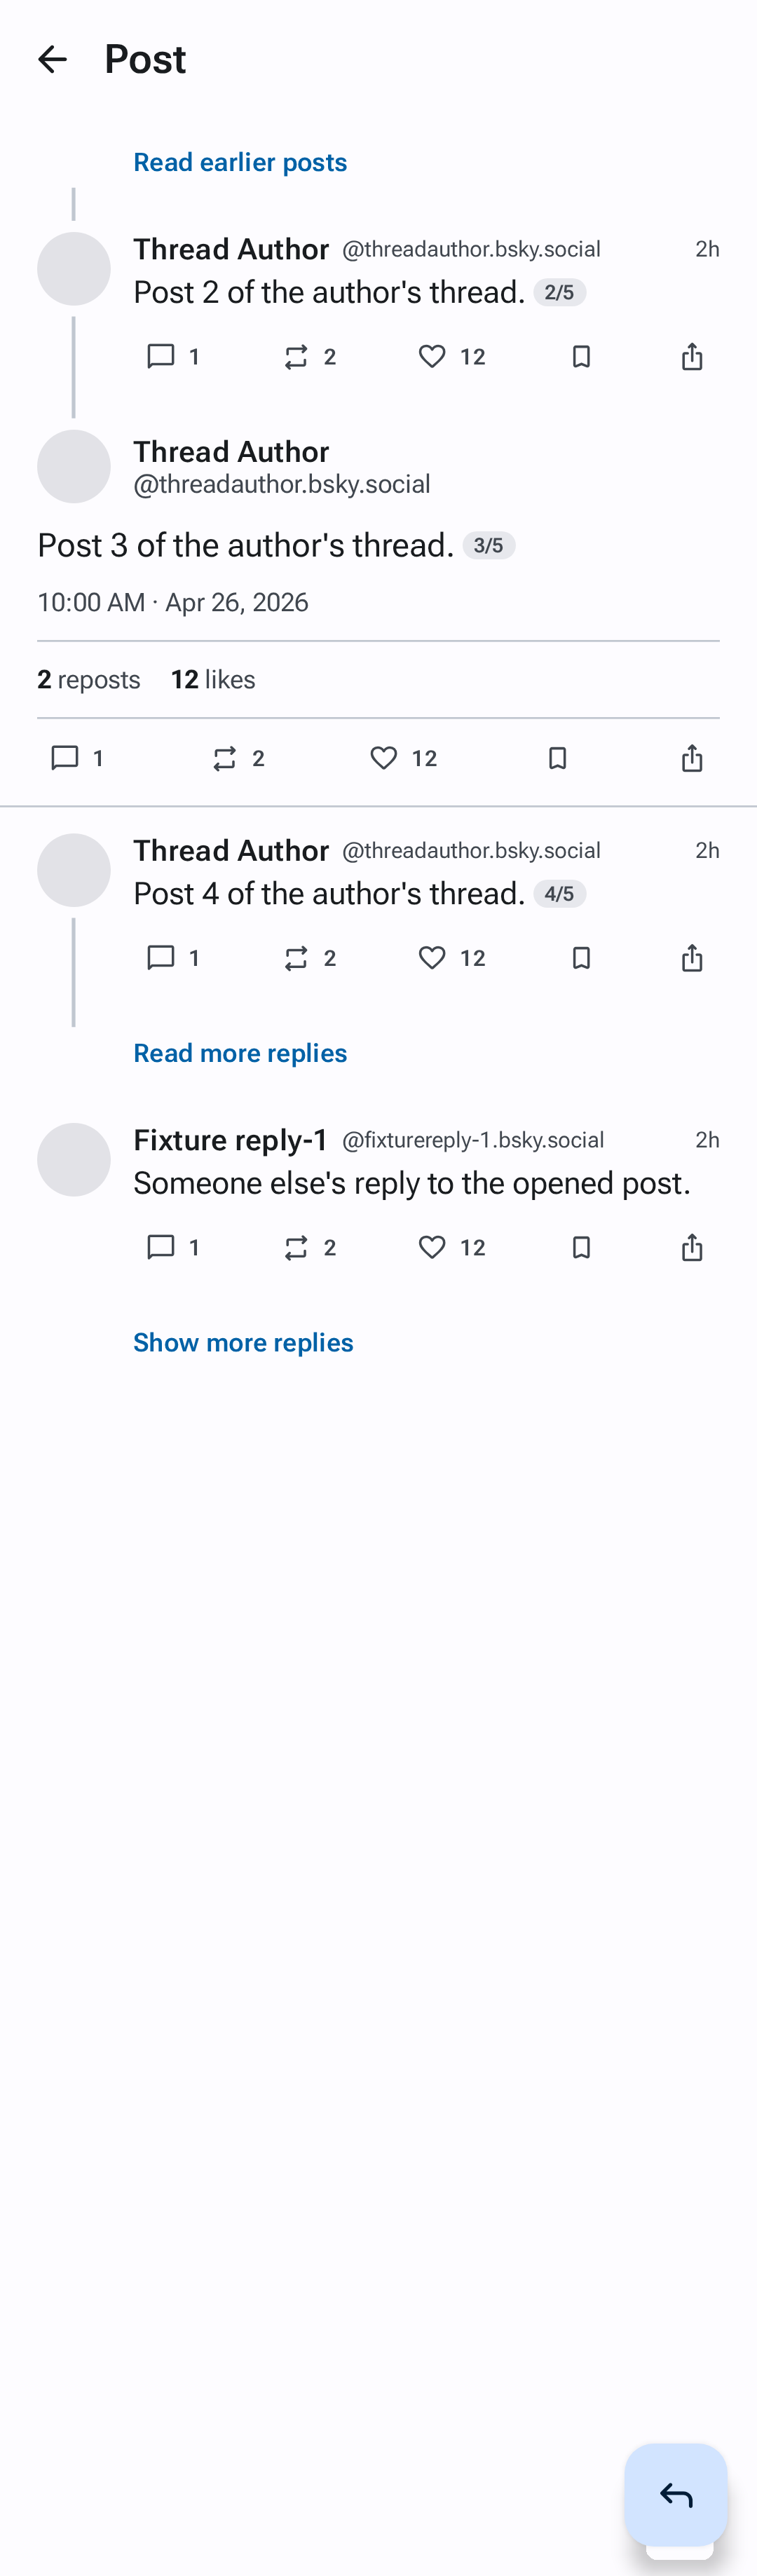 Post
Read earlier posts
Thread Author @threadauthor.bsky.social 2h
Post 2 of the author's thread. 2/5
1 2 12
Thread Author
@threadauthor.bsky.social
Post 3 of the author's thread. 3/5
10:00 AM · Apr 26, 2026
2 reposts 12 likes
1 2 12
Thread Author @threadauthor.bsky.social 2h
Post 4 of the author's thread. 4/5
1 2 12
Read more replies
Fixture reply-1 @fixturereply-1.bsky.social 2h
Someone else's reply to the opened post.
1 2 12
Show more replies